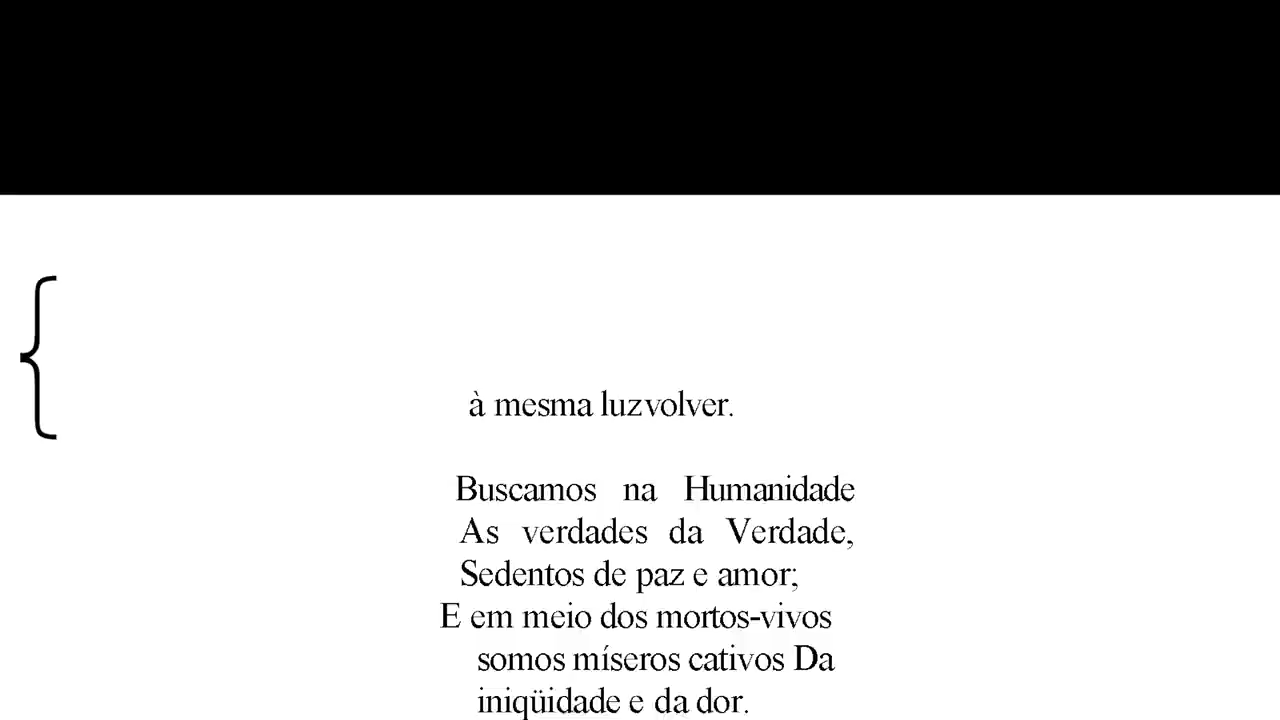 à mesma luzvolver.
Buscamos na Humanidade
As verdades da Verdade,
Sedentos de paz e amor;
E em meio dos mortos-vivos
somos míseros cativos Da
iniqüidade e da dor.